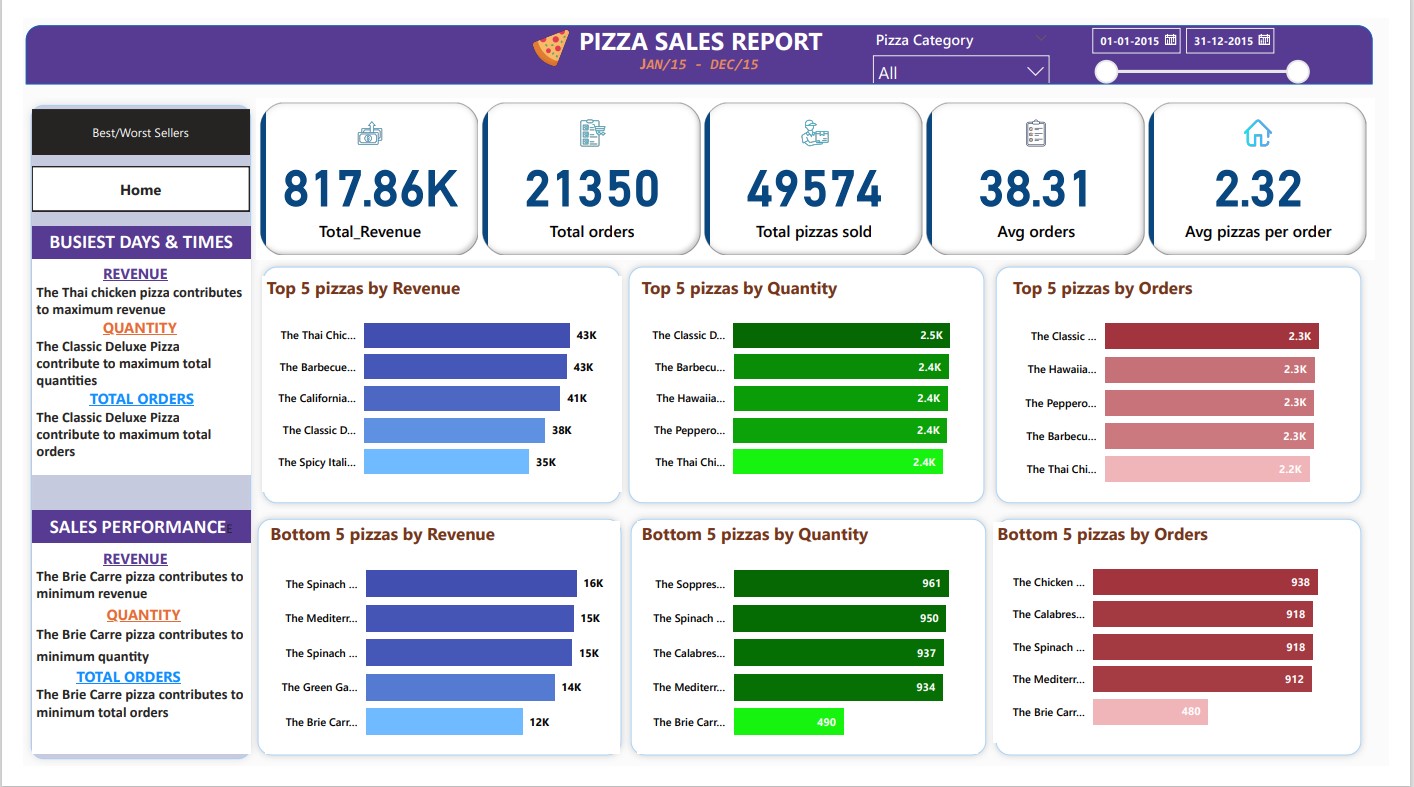 PIZZA SALES REPORT
JAN/15 - DEC/15
Pizza Category
All
01-01-2015
31-12-2015
Best/Worst Sellers
Home
BUSIEST DAYS & TIMES
REVENUE
The Thai chicken pizza contributes
to maximum revenue
QUANTITY
The Classic Deluxe Pizza
contribute to maximum total
quantities
TOTAL ORDERS
The Classic Deluxe Pizza
contribute to maximum total
orders
SALES PERFORMANCE
REVENUE
The Brie Carre pizza contributes to
minimum revenue
QUANTITY
The Brie Carre pizza contributes to
minimum quantity
TOTAL ORDERS
The Brie Carre pizza contributes to
minimum total orders
817.86K
Total_Revenue
21350
Total orders
49574
Total pizzas sold
38.31
Avg orders
2.32
Avg pizzas per order
Top 5 pizzas by Revenue
The Thai Chic... 43K
The Barbecue... 43K
The California... 41K
The Classic D... 38K
The Spicy Itali... 35K
Top 5 pizzas by Quantity
The Classic D... 2.5K
The Barbecu... 2.4K
The Hawaiia... 2.4K
The Peppero... 2.4K
The Thai Chi... 2.4K
Top 5 pizzas by Orders
The Classic ... 2.3K
The Hawaiia... 2.3K
The Peppero... 2.3K
The Barbecu... 2.3K
The Thai Chi... 2.2K
Bottom 5 pizzas by Revenue
The Spinach ... 16K
The Mediterr... 15K
The Spinach ... 15K
The Green Ga... 14K
The Brie Carr... 12K
Bottom 5 pizzas by Quantity
The Soppres... 961
The Spinach ... 950
The Calabres... 937
The Mediterr... 934
The Brie Carr... 490
Bottom 5 pizzas by Orders
The Chicken ... 938
The Calabres... 918
The Spinach ... 918
The Mediterr... 912
The Brie Carr... 480